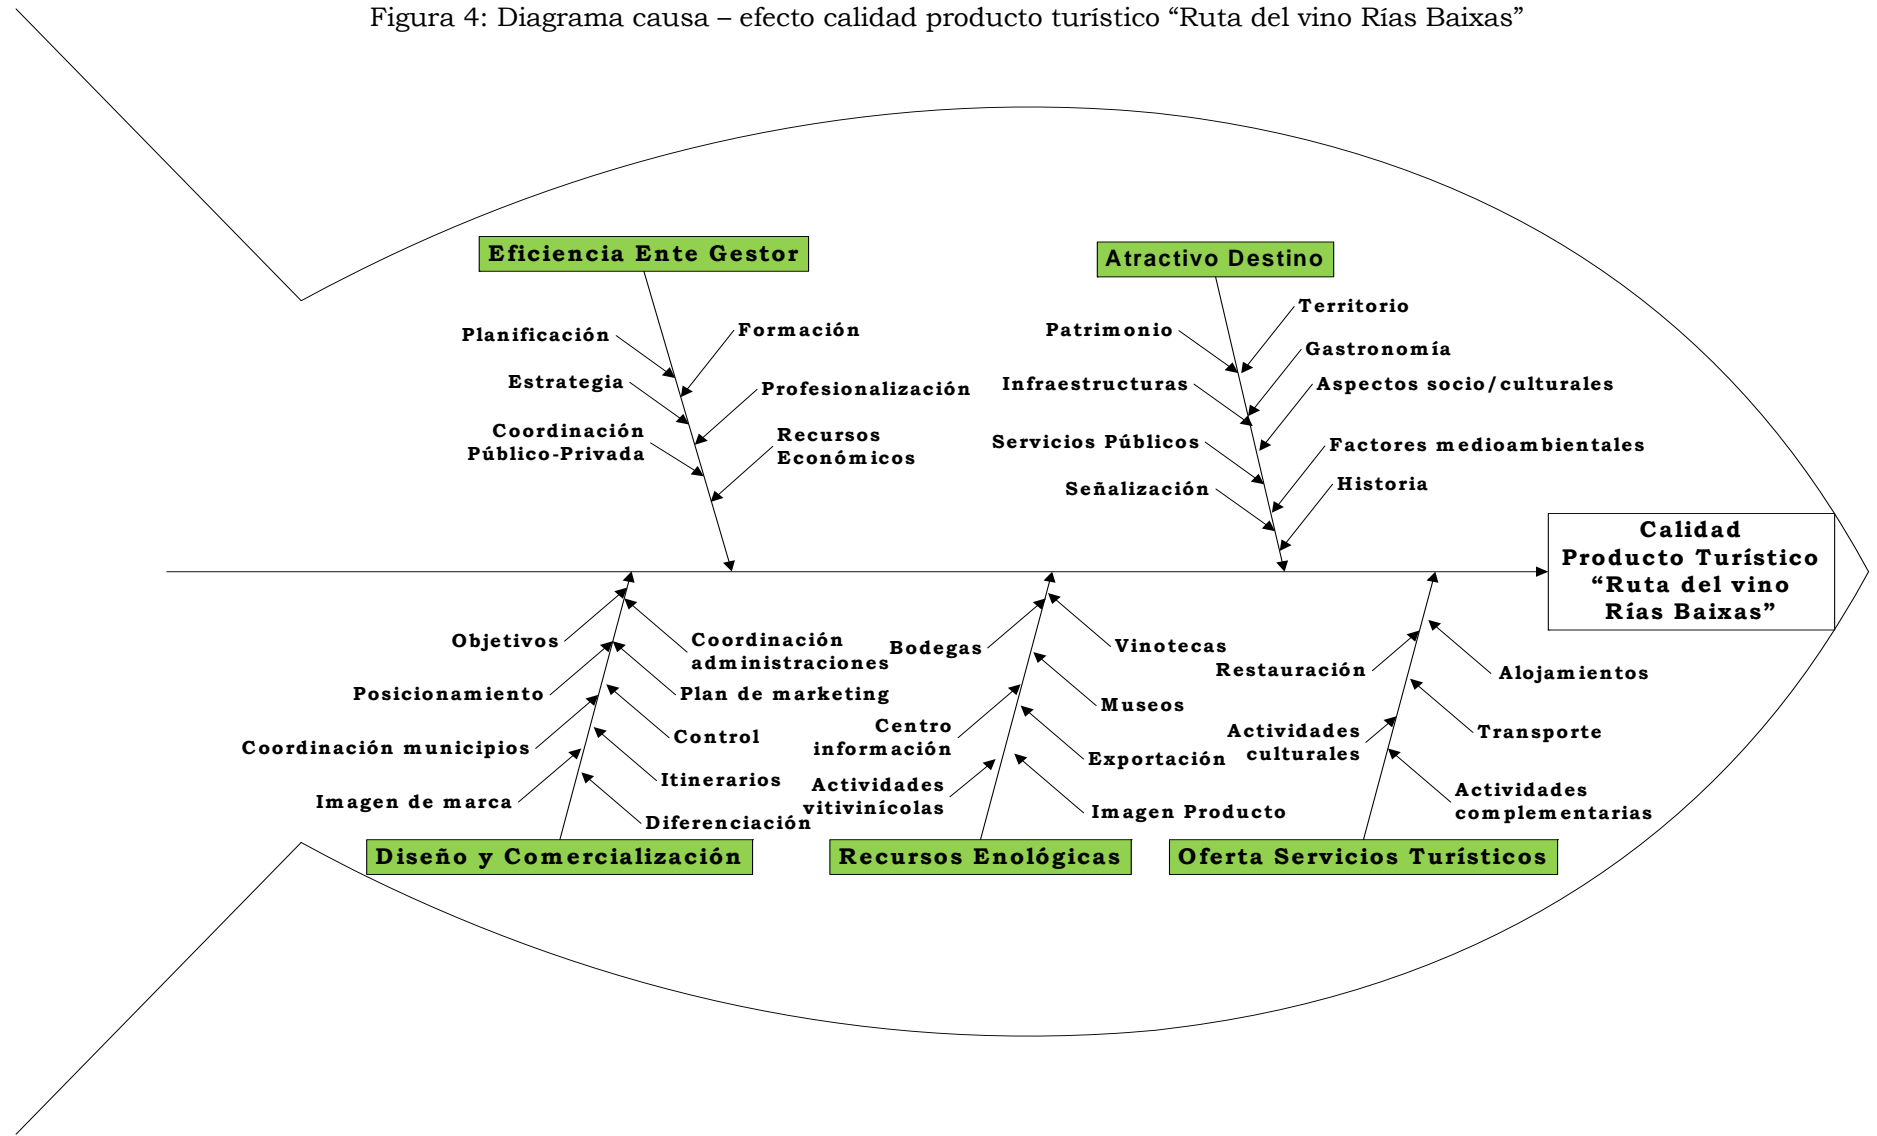 Figura 4: Diagrama causa – efecto calidad producto turístico “Ruta del vino Rías Baixas”
Eficiencia Ente Gestor
Planificación
Formación
Estrategia
Profesionalización
Coordinación
Público-Privada
Recursos
Económicos
Atractivo Destino
Territorio
Patrimonio
Gastronomía
Infraestructuras
Aspectos socio/culturales
Servicios Públicos
Factores medioambientales
Señalización
Historia
Calidad
Producto Turístico
“Ruta del vino
Rías Baixas”
Objetivos
Coordinación
administraciones
Posicionamiento
Plan de marketing
Coordinación municipios
Control
Itinerarios
Imagen de marca
Diferenciación
Diseño y Comercialización
Bodegas
Vinotecas
Museos
Centro
información
Exportación
Actividades
vitivinícolas
Imagen Producto
Recursos Enológicas
Restauración
Alojamientos
Actividades
culturales
Transporte
Actividades
complementarias
Oferta Servicios Turísticos